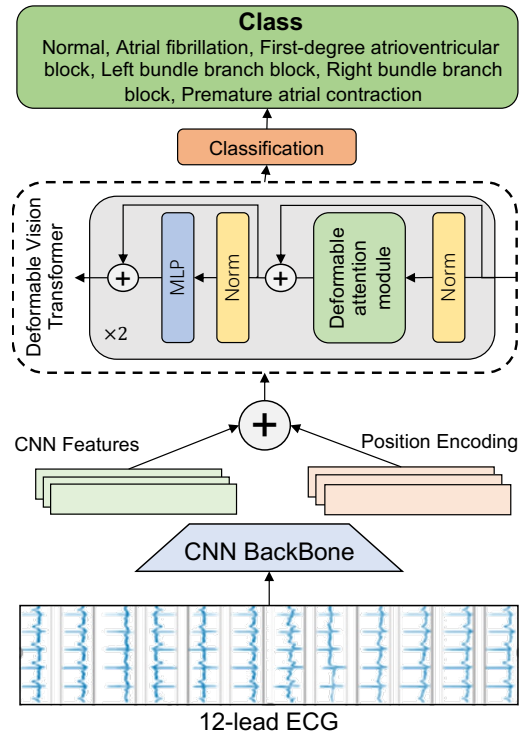 Class
Normal, Atrial fibrillation, First-degree atrioventricular
block, Left bundle branch block, Right bundle branch
block, Premature atrial contraction
Classification
Deformable Vision
Transformer
+
MLP
Norm
+
Deformable
attention
module
Norm
×2
+
CNN Features
Position Encoding
CNN BackBone
12-lead ECG